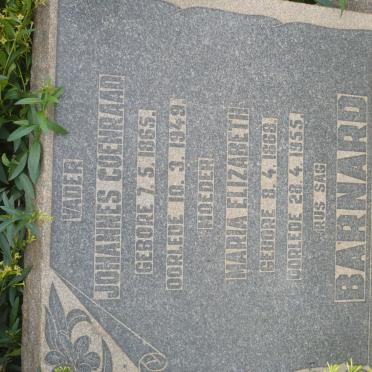 VADER
JOHANNES COENRAAD
GEBORE 7. 5. 1865.
OORLEDE 10. 3. 1949
MOEDER
MARIA ELIZABETH
GEBORE 4. 1868
OORLEDE 28. 4. 1955.
RUS SAG
BARNARD